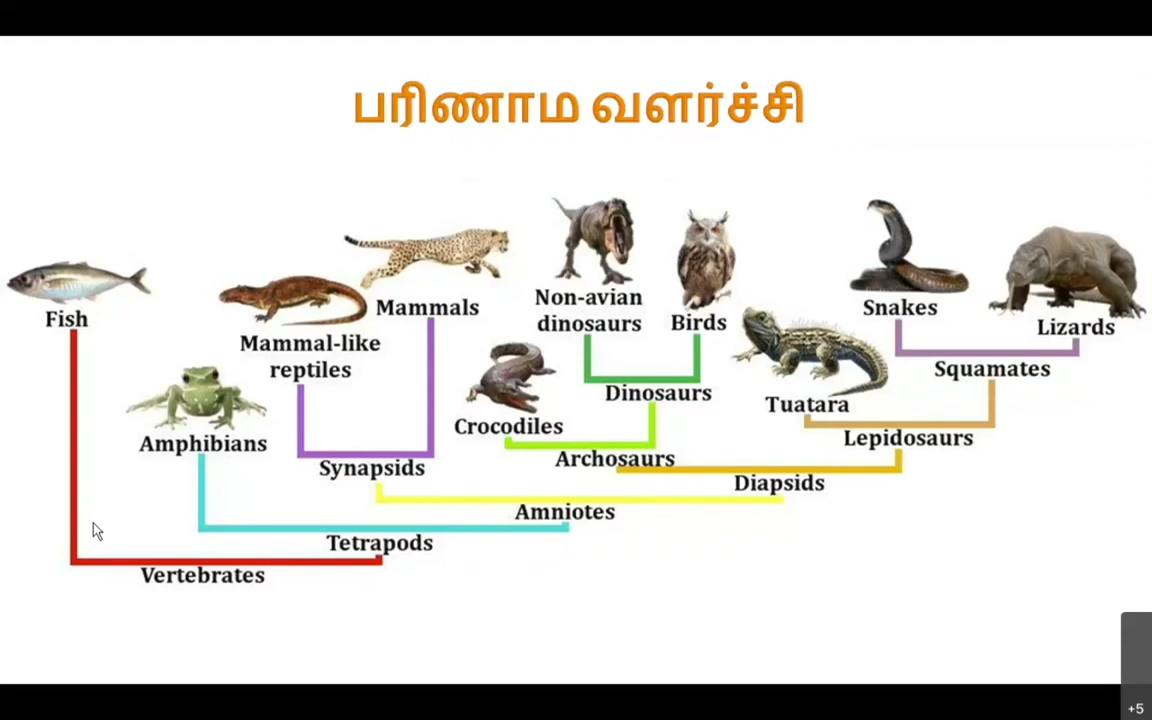 பரிணாம வளர்ச்சி
Fish
Mammals
Non-avian
dinosaurs
Birds
Snakes
Lizards
Mammal-like
reptiles
Squamates
Dinosaurs
Tuatara
Crocodiles
Amphibians
Lepidosaurs
Archosaurs
Synapsids
Diapsids
Amniotes
Tetrapods
Vertebrates
+5